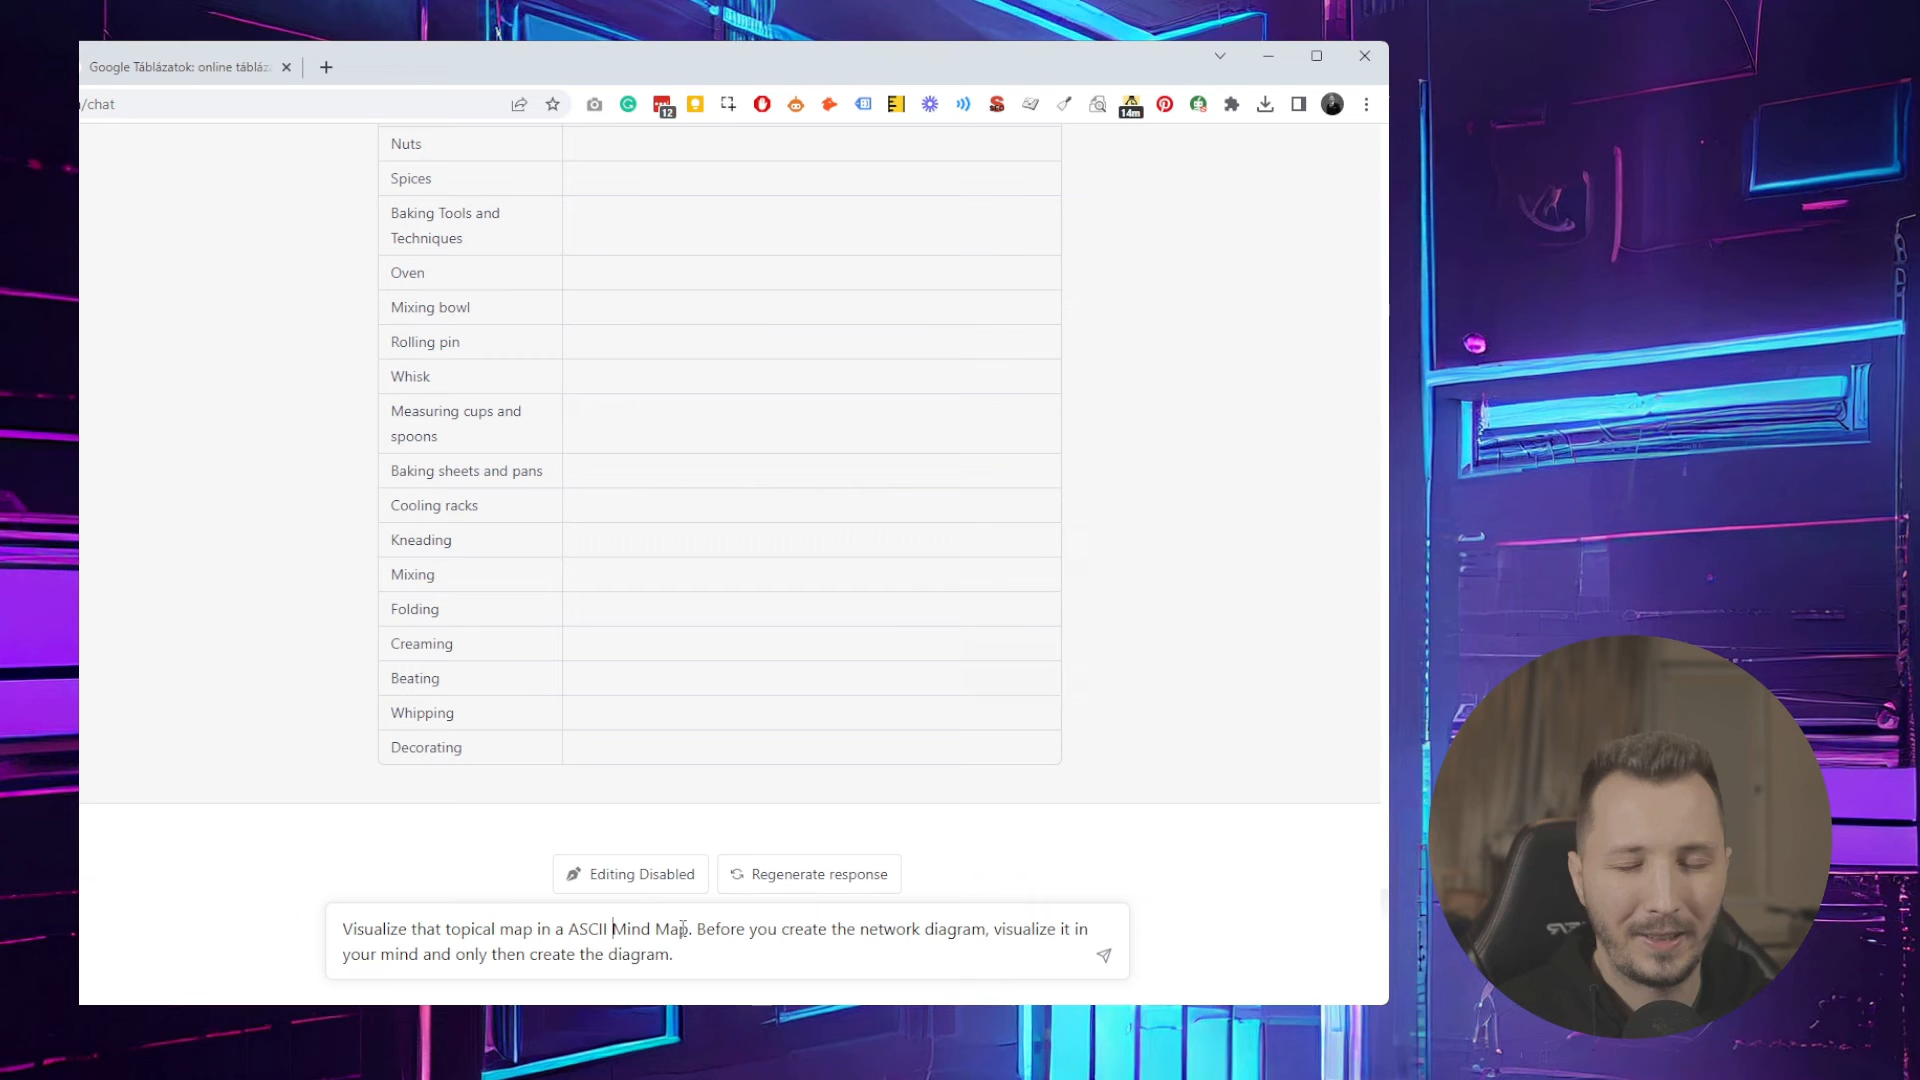 Google Táblázatok: online tábláz
/chat
12
14m
Nuts
Spices
Baking Tools and
Techniques
Oven
Mixing bowl
Rolling pin
Whisk
Measuring cups and
spoons
Baking sheets and pans
Cooling racks
Kneading
Mixing
Folding
Creaming
Beating
Whipping
Decorating
Editing Disabled
Regenerate response
Visualize that topical map in a ASCII Mind Map. Before you create the network diagram, visualize it in
your mind and only then create the diagram.